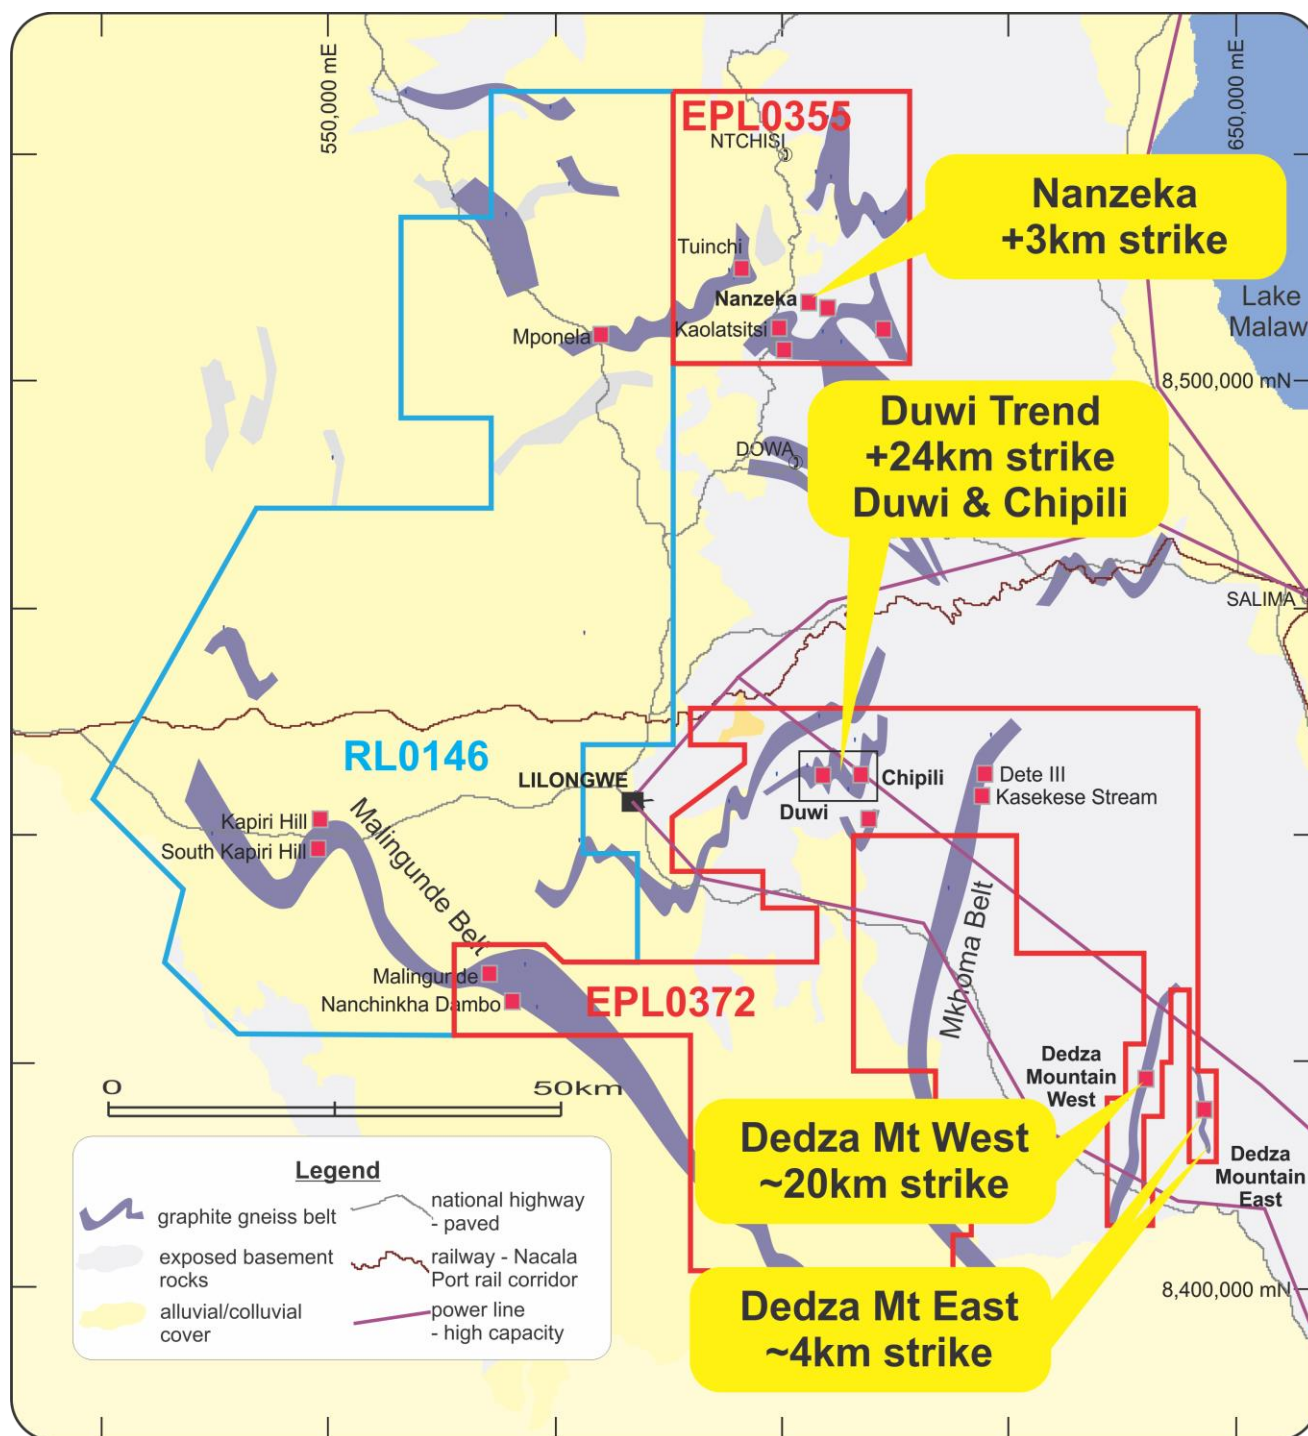 550,000 mE
650,000 mE
EPL0355
NTCHISI
Nanzeka
+3km strike
Tuinchi
Nanzeka
Kaolatsitsi
Mponela
Lake
Malaw
8,500,000 mN
Duwi Trend
+24km strike
Duwi & Chipili
DOWA
SALIMA
RL0146
LILONGWE
Chipili
Duwi
Dete III
Kasekese Stream
Kapiri Hill
South Kapiri Hill
Malingunde Belt
Mkhoma Belt
Malingunde
Nanchinkha Dambo
EPL0372
Dedza
Mountain
West
Dedza
Mountain
East
Dedza Mt West
~20km strike
Dedza Mt East
~4km strike
8,400,000 mN
0 50km
Legend
graphite gneiss belt
exposed basement
rocks
alluvial/colluvial
cover
national highway
- paved
railway - Nacala
Port rail corridor
power line
- high capacity